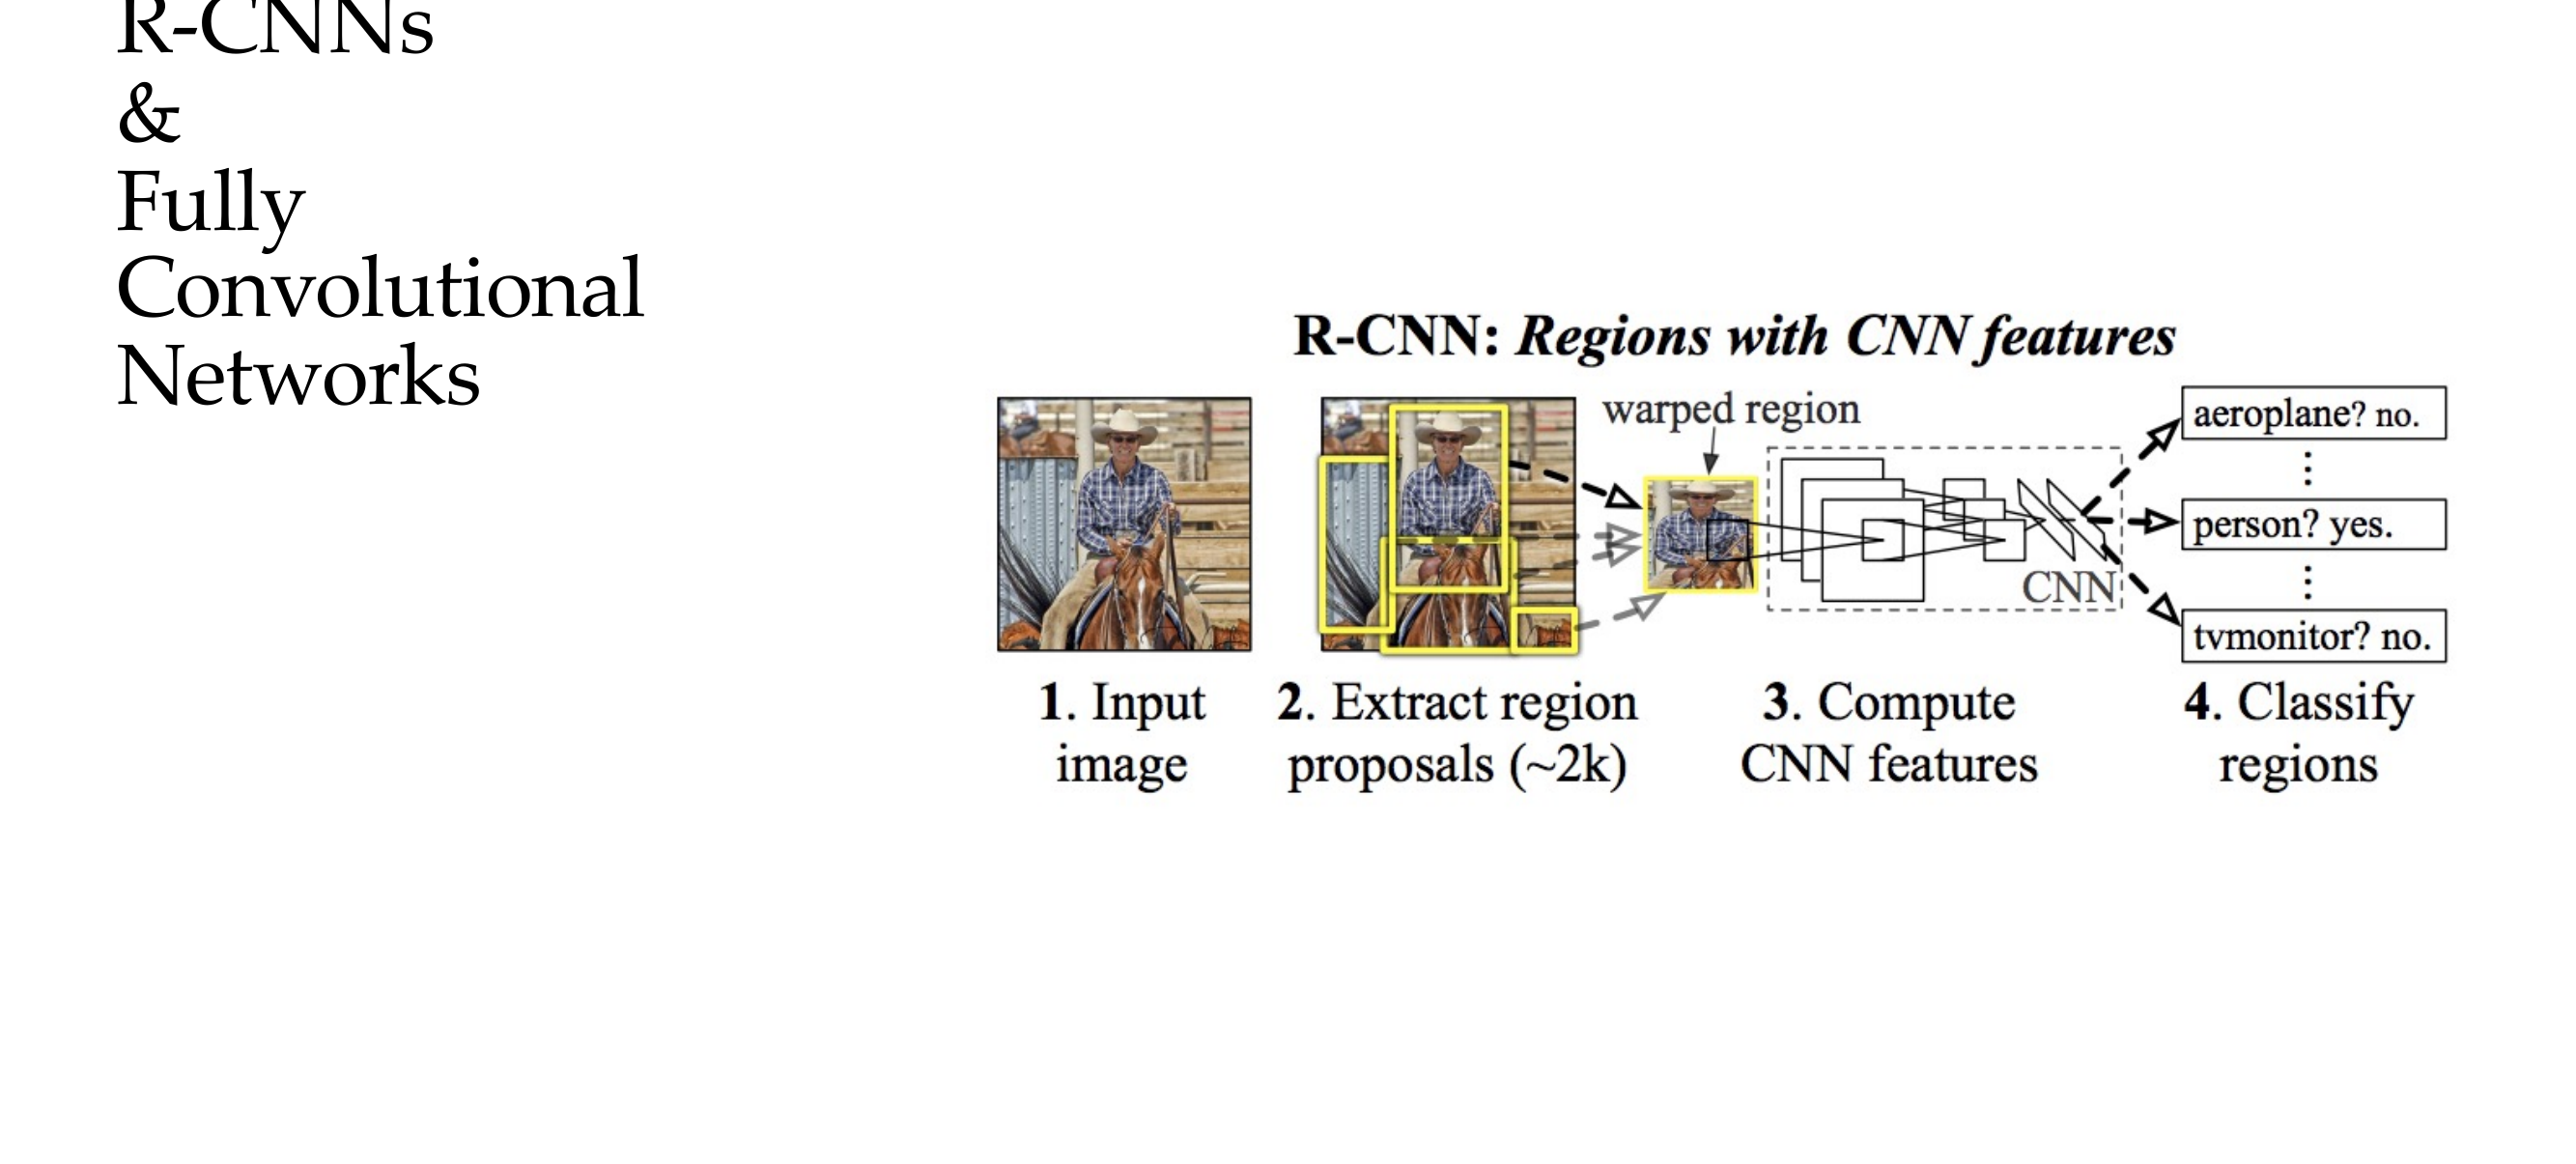 R-CNNs
&
Fully
Convolutional
Networks
R-CNN: Regions with CNN features
warped region
aeroplane? no.
person? yes.
CNN
tvmonitor? no.
1. Input
image
2. Extract region
proposals (~2k)
3. Compute
CNN features
4. Classify
regions